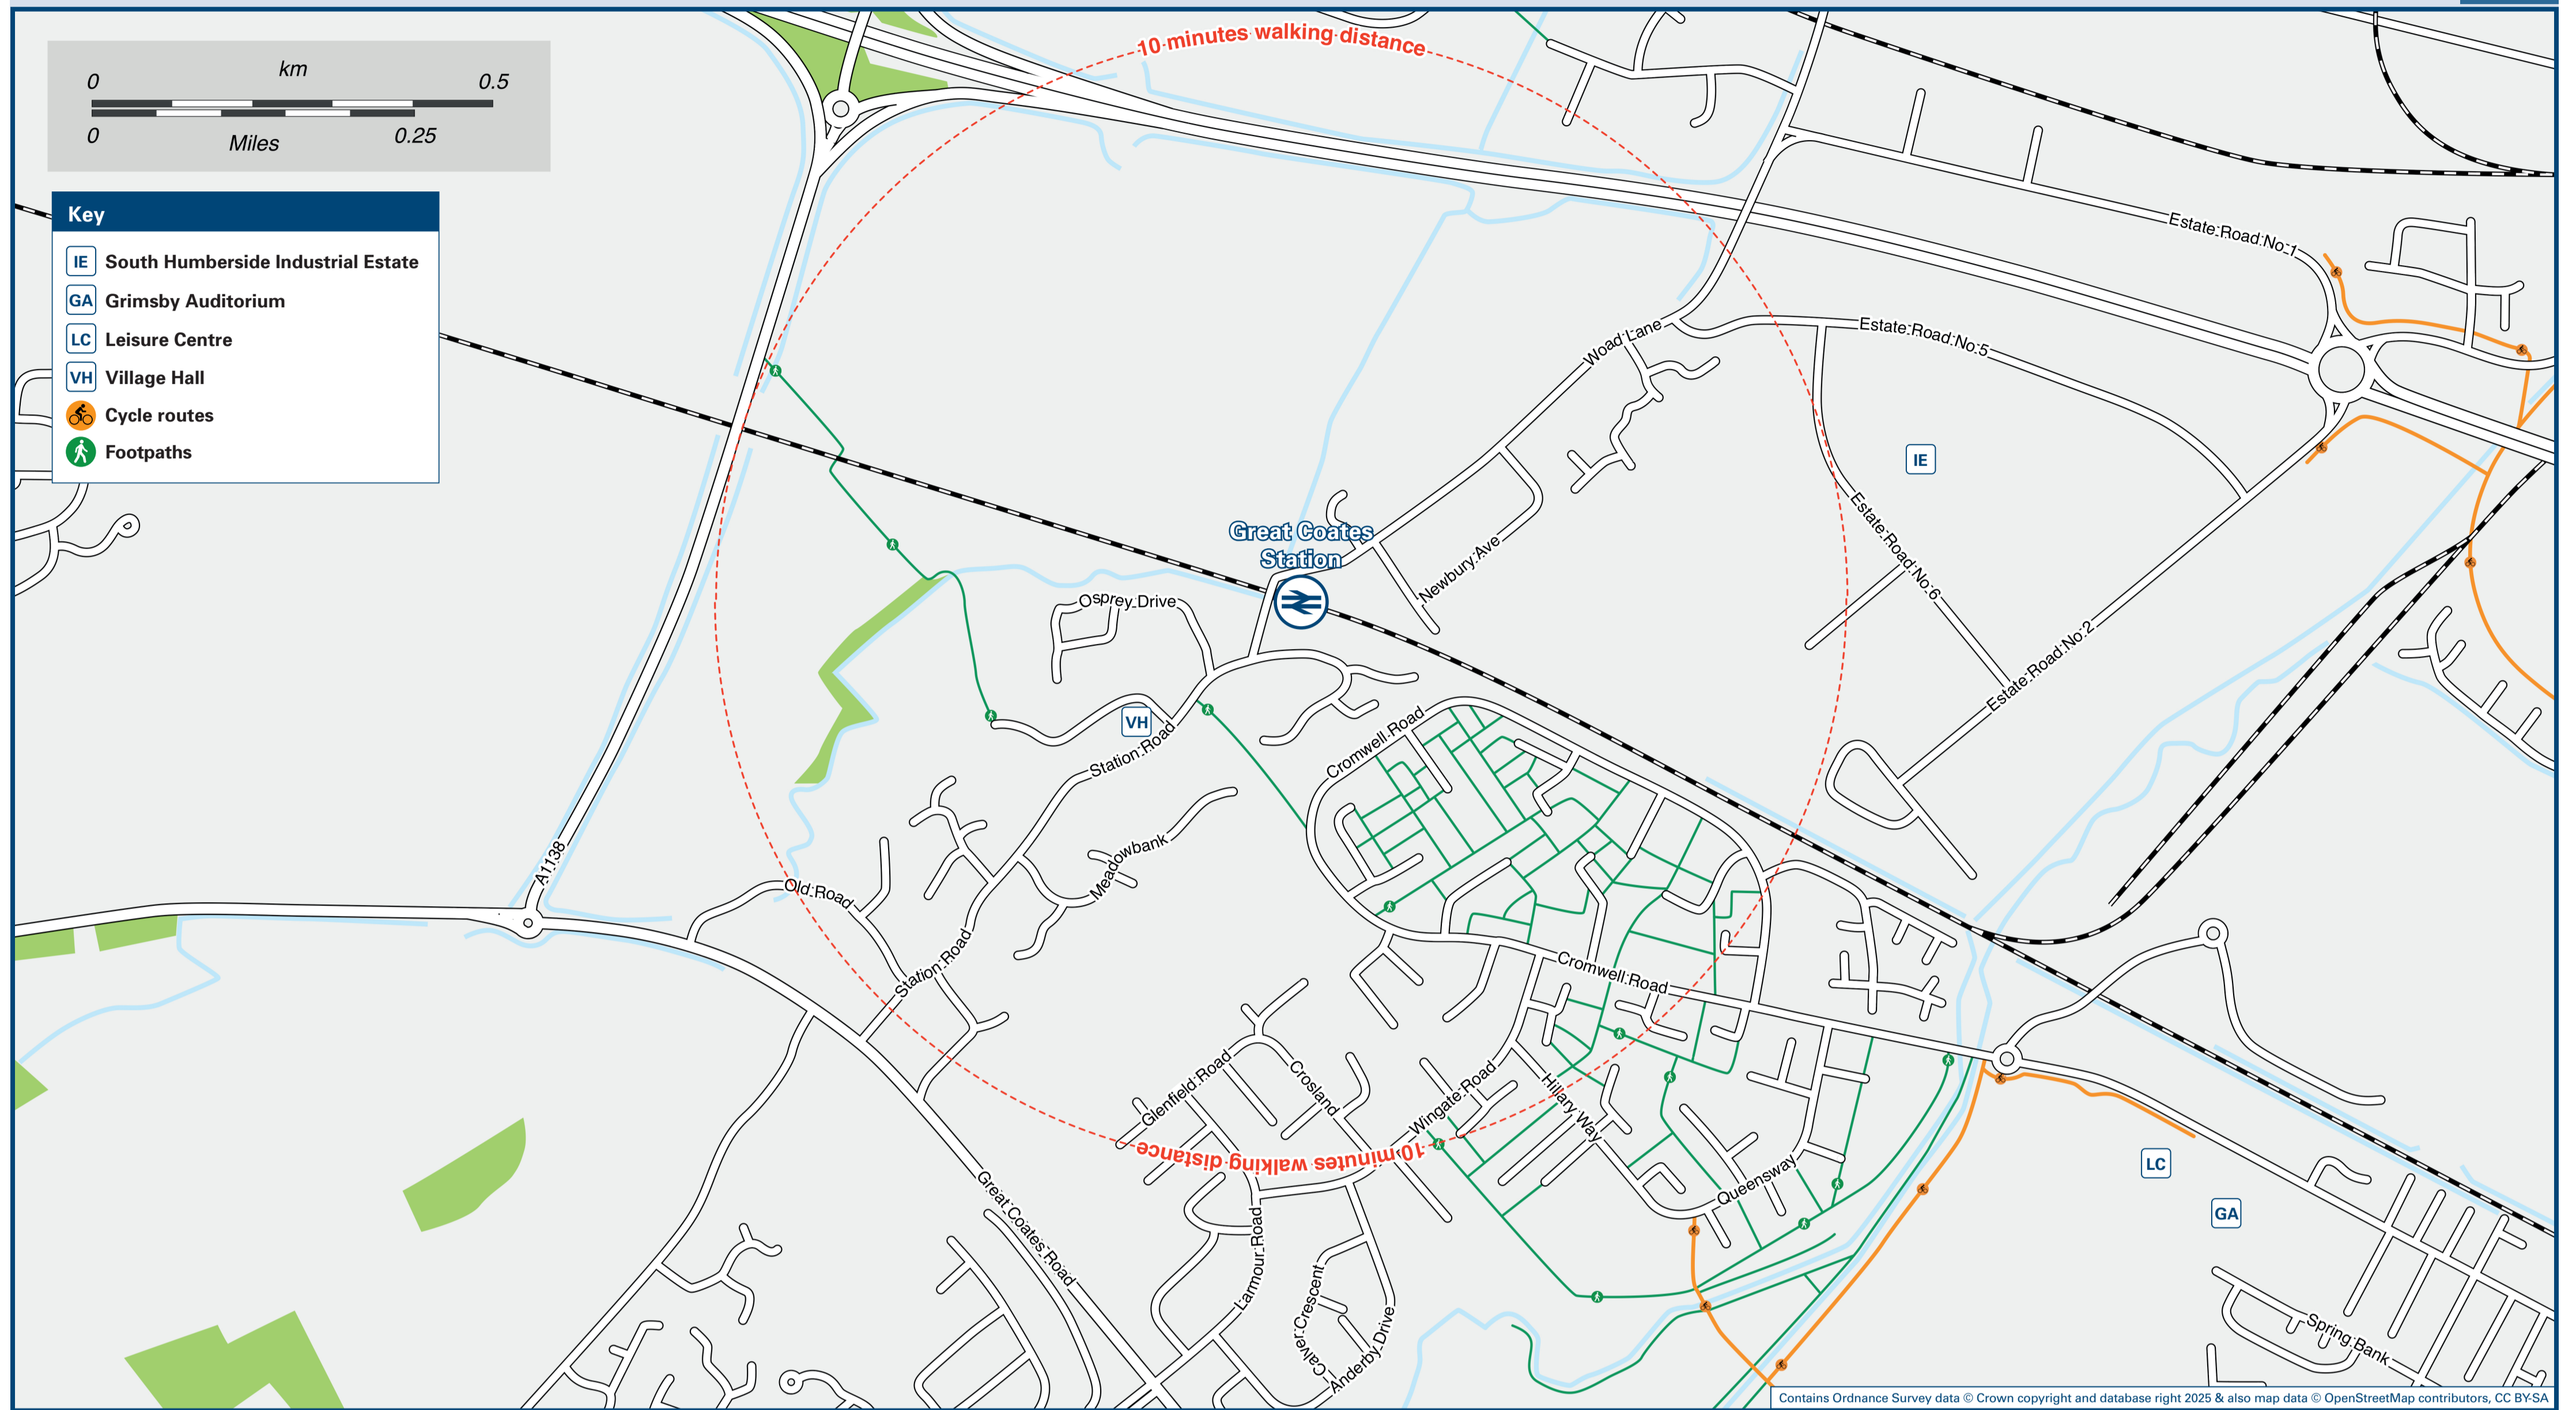 10 minutes walking distance
km
0 0.5
0 0.25
Miles
Key
IE South Humberside Industrial Estate
GA Grimsby Auditorium
LC Leisure Centre
VH Village Hall
Cycle routes
Footpaths
Estate Road No.1
Woad Lane
Estate Road No.5
IE
Great Coates
Station
Newbury Ave
Estate Road No.6
Osprey Drive
Estate Road No.2
VH
Station Road
Cromwell Road
A1138
Meadowbank
Old Road
Station Road
Cromwell Road
Glenfield Road
Crosland
Wingate Road
Hillary Way
10 minutes walking distance
Queensway
LC
GA
Great Coates Road
Larmour Road
Calver Crescent
Anderby Drive
Spring Bank
Contains Ordnance Survey data © Crown copyright and database right 2025 & also map data © OpenStreetMap contributors, CC BY-SA